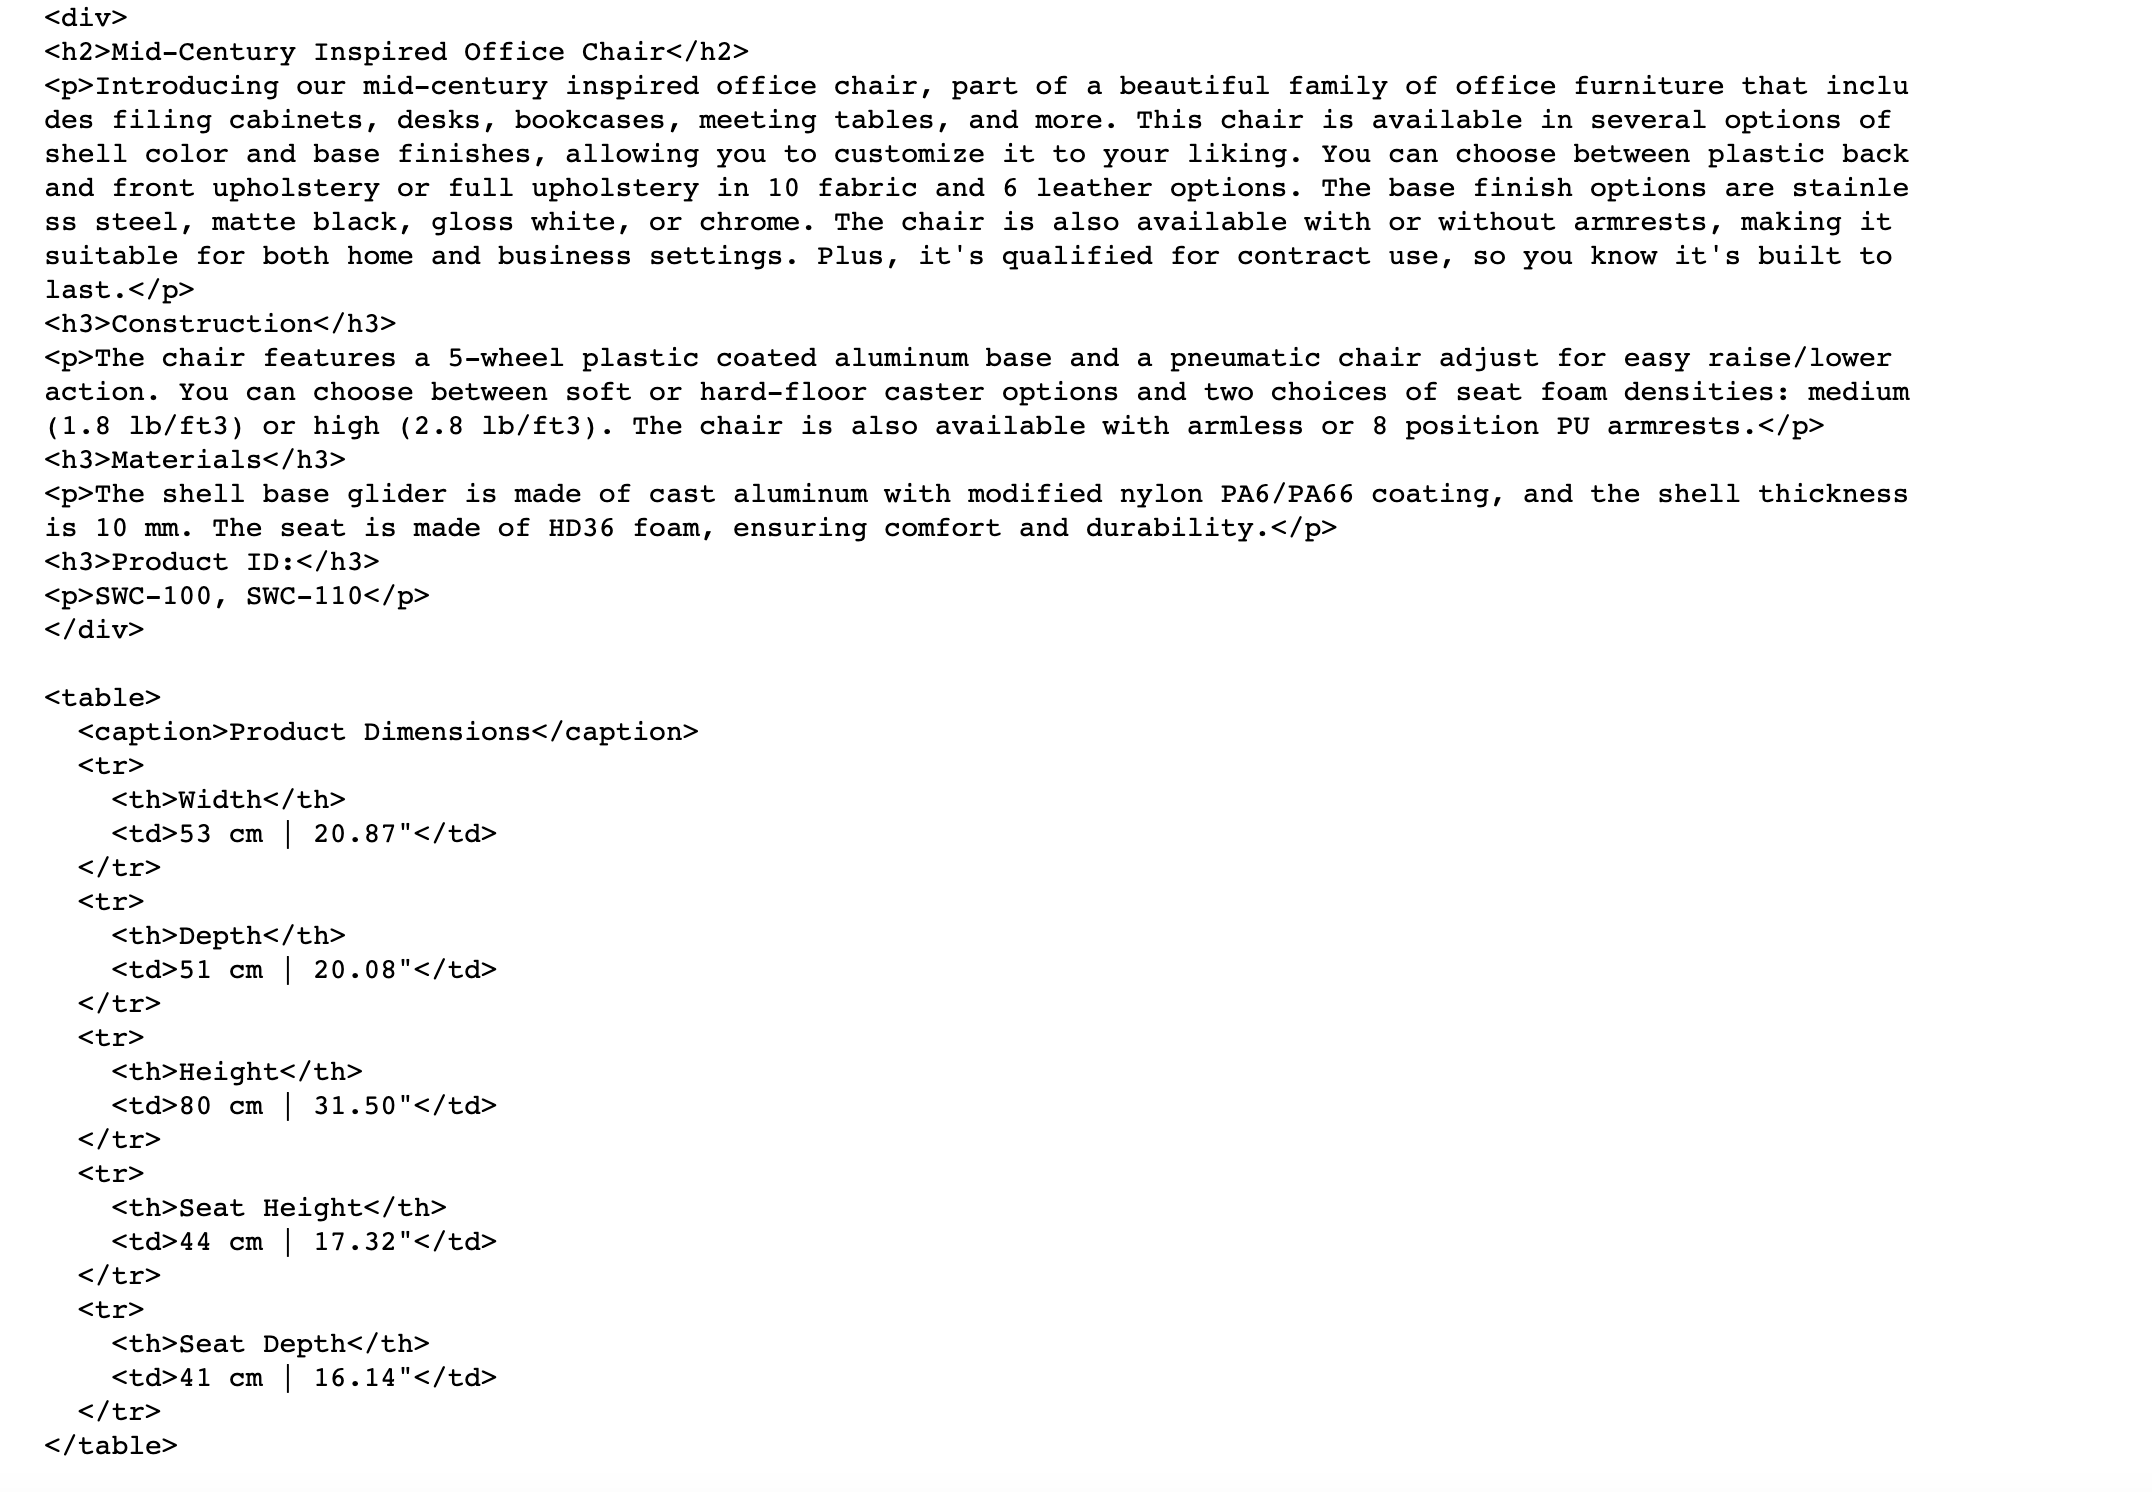 <div>
<h2>Mid-Century Inspired Office Chair</h2>
<p>Introducing our mid-century inspired office chair, part of a beautiful family of office furniture that inclu
des filing cabinets, desks, bookcases, meeting tables, and more. This chair is available in several options of
shell color and base finishes, allowing you to customize it to your liking. You can choose between plastic back
and front upholstery or full upholstery in 10 fabric and 6 leather options. The base finish options are stainle
ss steel, matte black, gloss white, or chrome. The chair is also available with or without armrests, making it
suitable for both home and business settings. Plus, it's qualified for contract use, so you know it's built to
last.</p>
<h3>Construction</h3>
<p>The chair features a 5-wheel plastic coated aluminum base and a pneumatic chair adjust for easy raise/lower
action. You can choose between soft or hard-floor caster options and two choices of seat foam densities: medium
(1.8 lb/ft3) or high (2.8 lb/ft3). The chair is also available with armless or 8 position PU armrests.</p>
<h3>Materials</h3>
<p>The shell base glider is made of cast aluminum with modified nylon PA6/PA66 coating, and the shell thickness
is 10 mm. The seat is made of HD36 foam, ensuring comfort and durability.</p>
<h3>Product ID:</h3>
<p>SWC-100, SWC-110</p>
</div>

<table>
  <caption>Product Dimensions</caption>
  <tr>
    <th>Width</th>
    <td>53 cm | 20.87"</td>
  </tr>
  <tr>
    <th>Depth</th>
    <td>51 cm | 20.08"</td>
  </tr>
  <tr>
    <th>Height</th>
    <td>80 cm | 31.50"</td>
  </tr>
  <tr>
    <th>Seat Height</th>
    <td>44 cm | 17.32"</td>
  </tr>
  <tr>
    <th>Seat Depth</th>
    <td>41 cm | 16.14"</td>
  </tr>
</table>